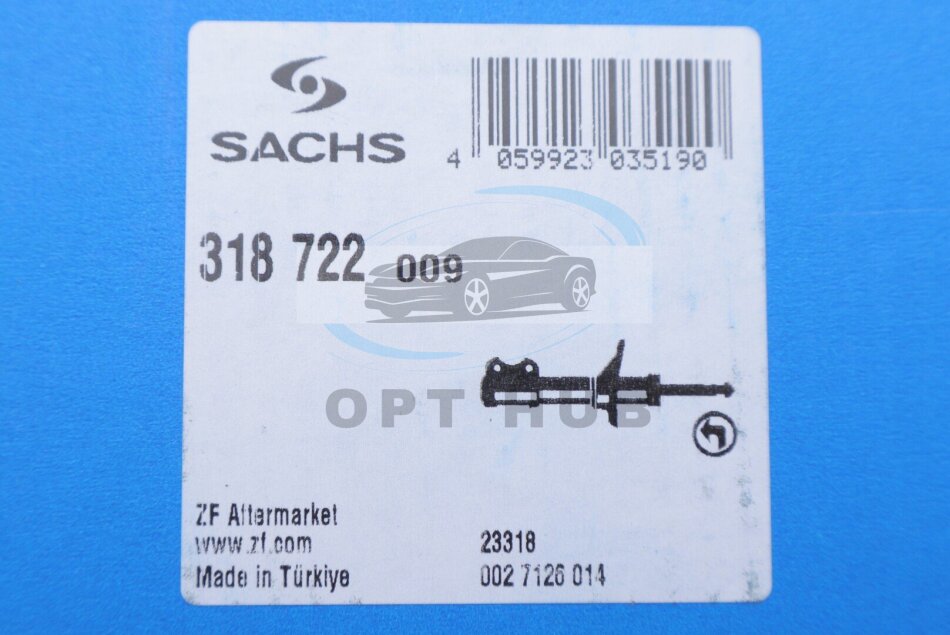 SACHS
4 059923 035190
318 722 009
OPT HUB
ZF Aftermarket
www.zf.com
Made in Türkiye
23318
002 7126 014